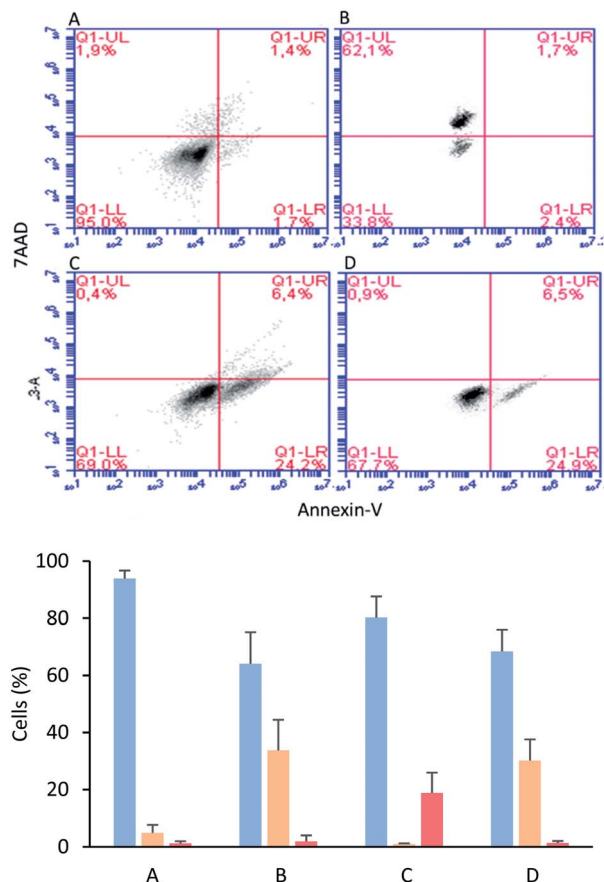 A
B
Q1-UL
1,9%
Q1-UR
1,4%
Q1-UL
62,1%
Q1-UR
1,7%
7AAD
Q1-LL
95,0%
Q1-LR
1,7%
Q1-LL
33,8%
Q1-LR
2,4%
C
D
Q1-UL
0,4%
Q1-UR
6,4%
Q1-UL
0,9%
Q1-UR
6,5%
Q1-LL
69,0%
Q1-LR
24,2%
Q1-LL
67,7%
Q1-LR
24,9%
Annexin-V
Cells (%)
100
80
60
40
20
0
A B C D